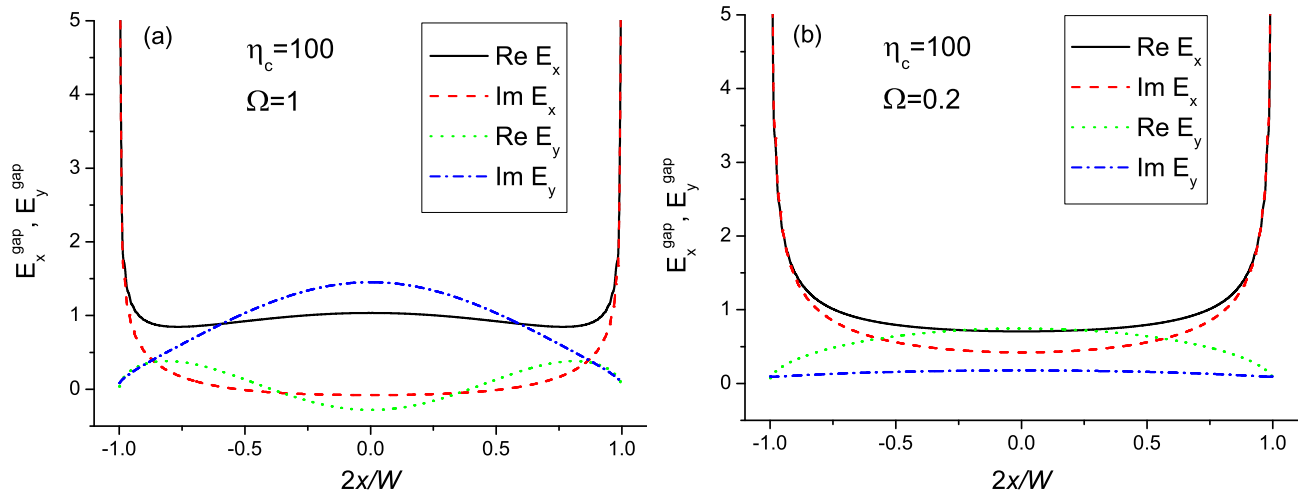 (a)
η_c=100
Ω=1
Re E_x
Im E_x
Re E_y
Im E_y
E_x^gap, E_y^gap
5
4
3
2
1
0
-1.0 -0.5 0.0 0.5 1.0
2x/W
(b)
η_c=100
Ω=0.2
Re E_x
Im E_x
Re E_y
Im E_y
E_x^gap, E_y^gap
5
4
3
2
1
0
-1.0 -0.5 0.0 0.5 1.0
2x/W